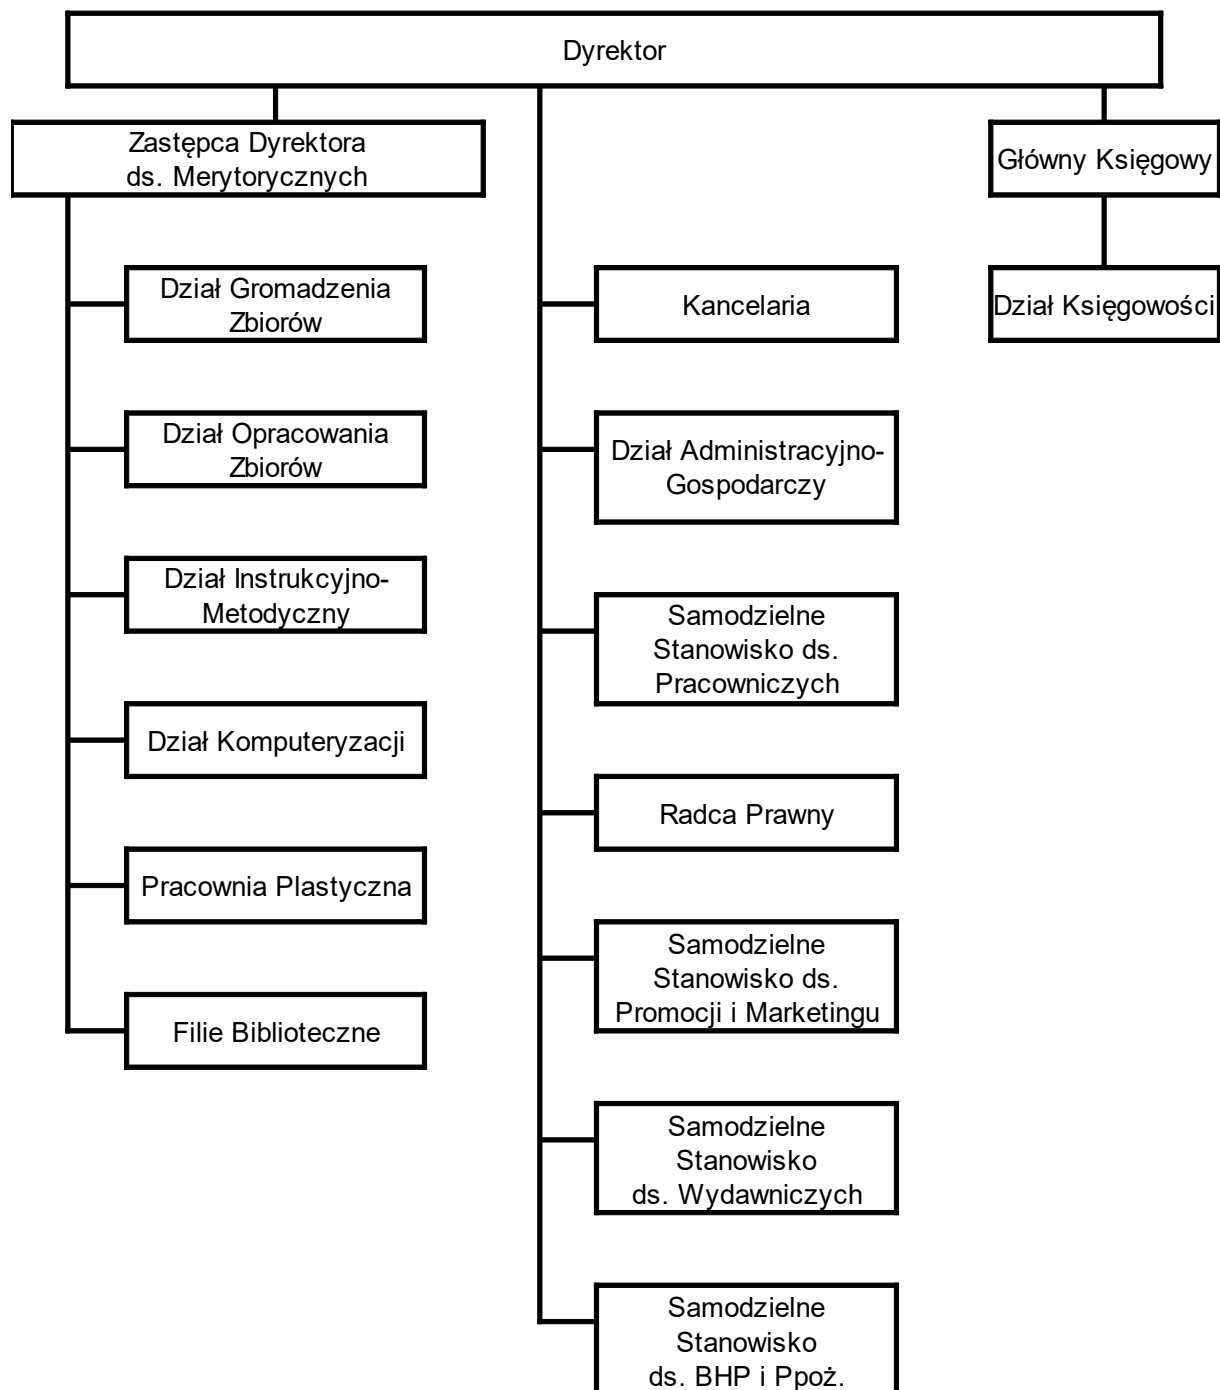 Dyrektor
Zastępca Dyrektora
ds. Merytorycznych
Główny Księgowy
Dział Gromadzenia
Zbiorów
Kancelaria
Dział Księgowości
Dział Opracowania
Zbiorów
Dział Administracyjno-
Gospodarczy
Dział Instrukcyjno-
Metodyczny
Samodzielne
Stanowisko ds.
Pracowniczych
Dział Komputeryzacji
Radca Prawny
Pracownia Plastyczna
Samodzielne
Stanowisko ds.
Promocji i Marketingu
Filie Biblioteczne
Samodzielne
Stanowisko
ds. Wydawniczych
Samodzielne
Stanowisko
ds. BHP i Ppoż.